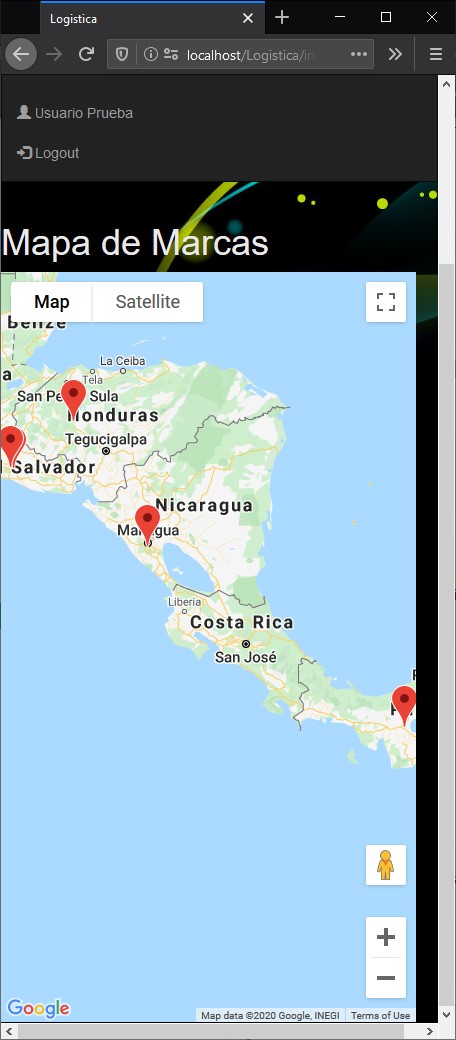 Logistica
localhost/Logistica/in
Usuario Prueba
Logout
Mapa de Marcas
Map Satellite
Belize
La Ceiba
Tela
San Pe Sula
Honduras
Tegucigalpa
Salvador
Nicaragua
Managua
Liberia
Costa Rica
San José
Google
Map data ©2020 Google, INEGI Terms of Use